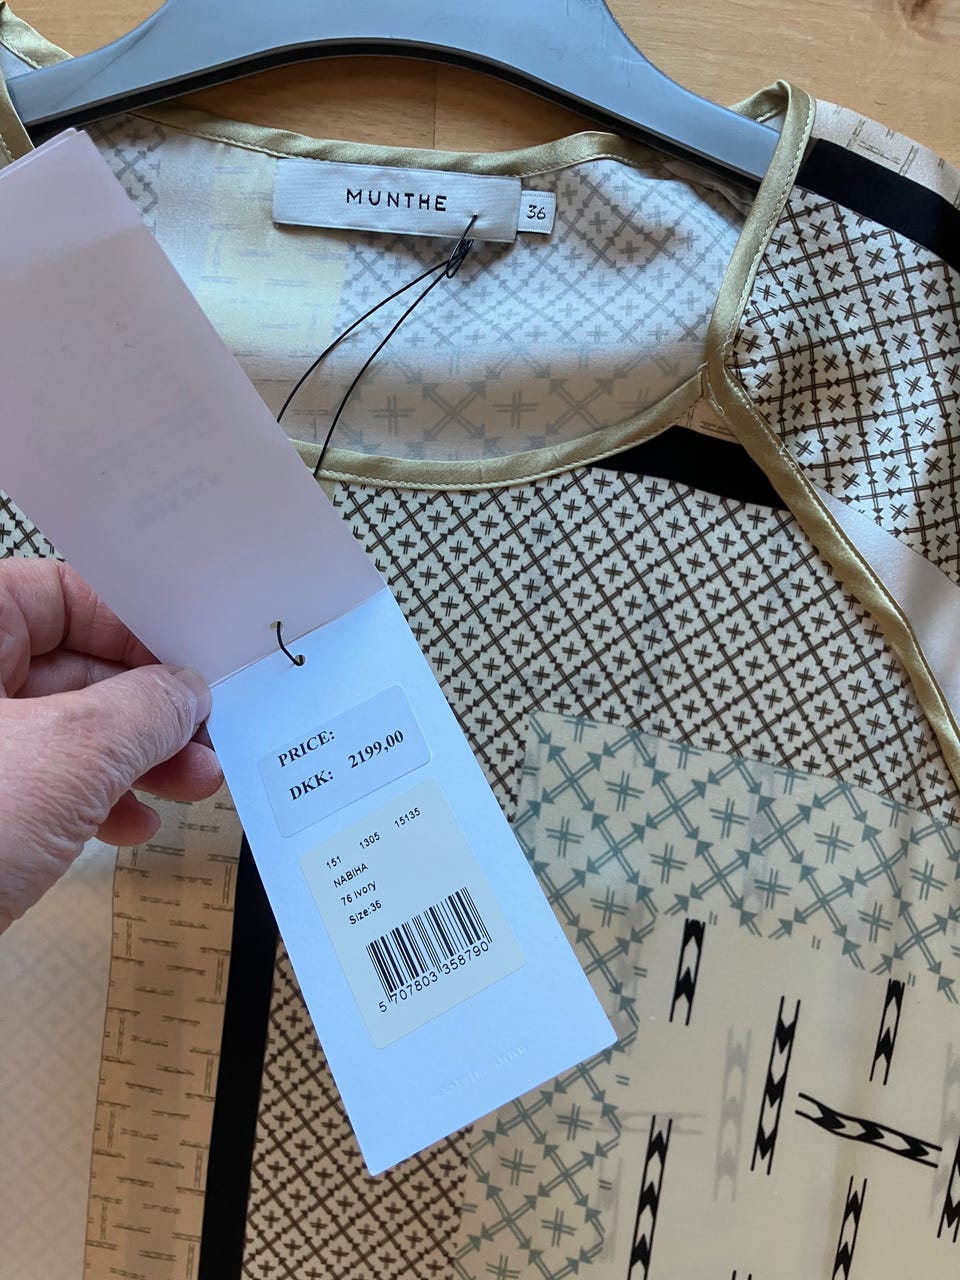 MUNTHE
36
PRICE:
DKK: 2199,00
151 1305 15135
NABIHA
76 Ivory
Size:36
5 707803 358790